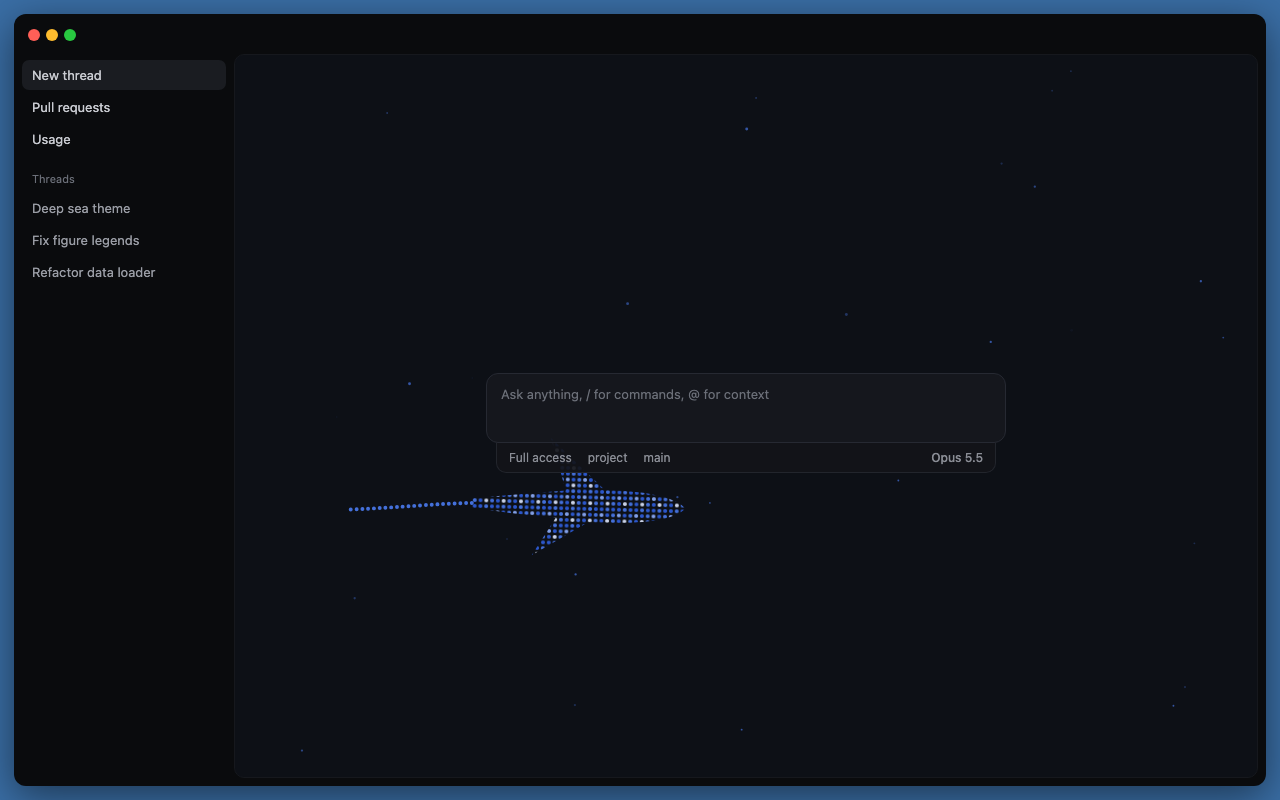 New thread
Pull requests
Usage
Threads
Deep sea theme
Fix figure legends
Refactor data loader
Ask anything, / for commands, @ for context
Full access project main Opus 5.5